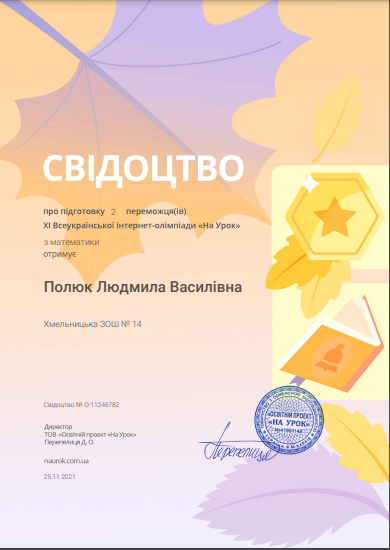 СВІДОЦТВО
про підготовку 2 переможця(ів)
XI Всеукраїнської інтернет-олімпіади «На Урок»
з математики
отримує
Полюк Людмила Василівна
Хмельницька ЗОШ № 14
Свідоцтво № О-11246782
Директор
ТОВ «Освітній проект «На Урок»
Перепелиця Д. О.
naurok.com.ua
25.11.2021
Перепелиця
«ОСВІТНІЙ ПРОЕКТ
«НА УРОК»